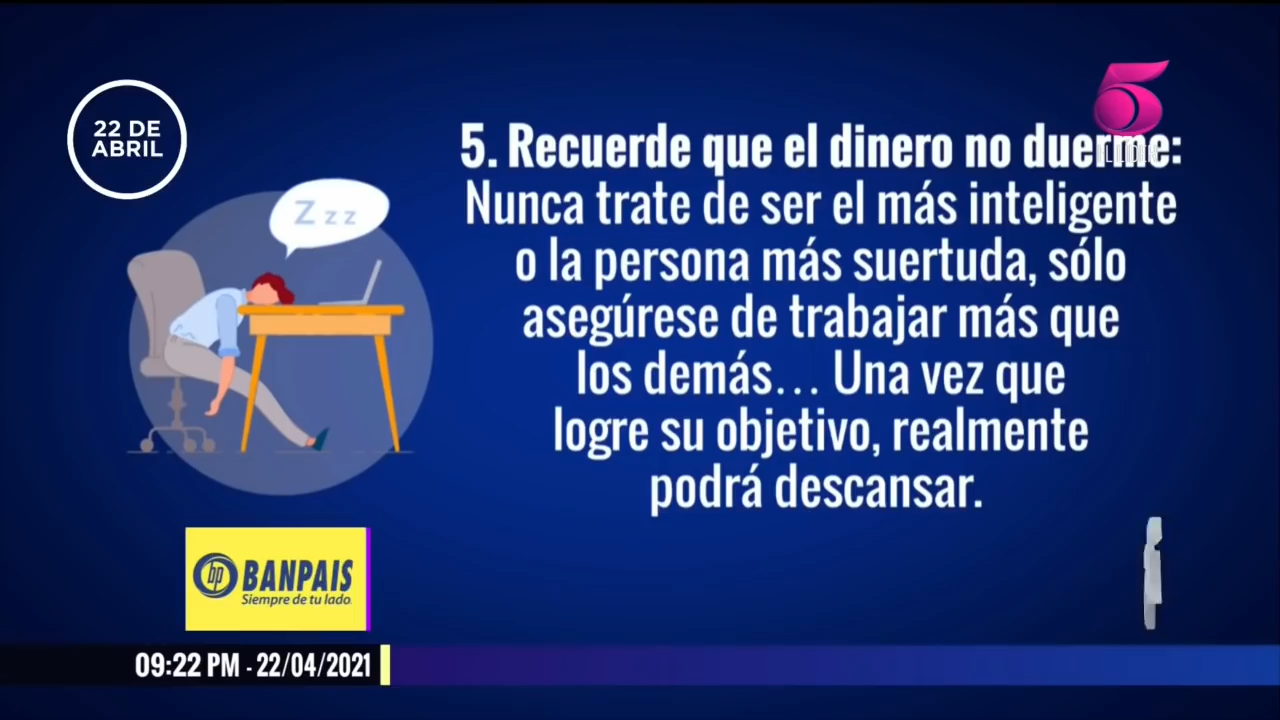 22 DE
ABRIL
5
5. Recuerde que el dinero no duerme:
Nunca trate de ser el más inteligente
o la persona más suertuda, sólo
asegúrese de trabajar más que
los demás... Una vez que
logre su objetivo, realmente
podrá descansar.
Z z z
bp BANPAIS
Siempre de tu lado.
09:22 PM - 22/04/2021